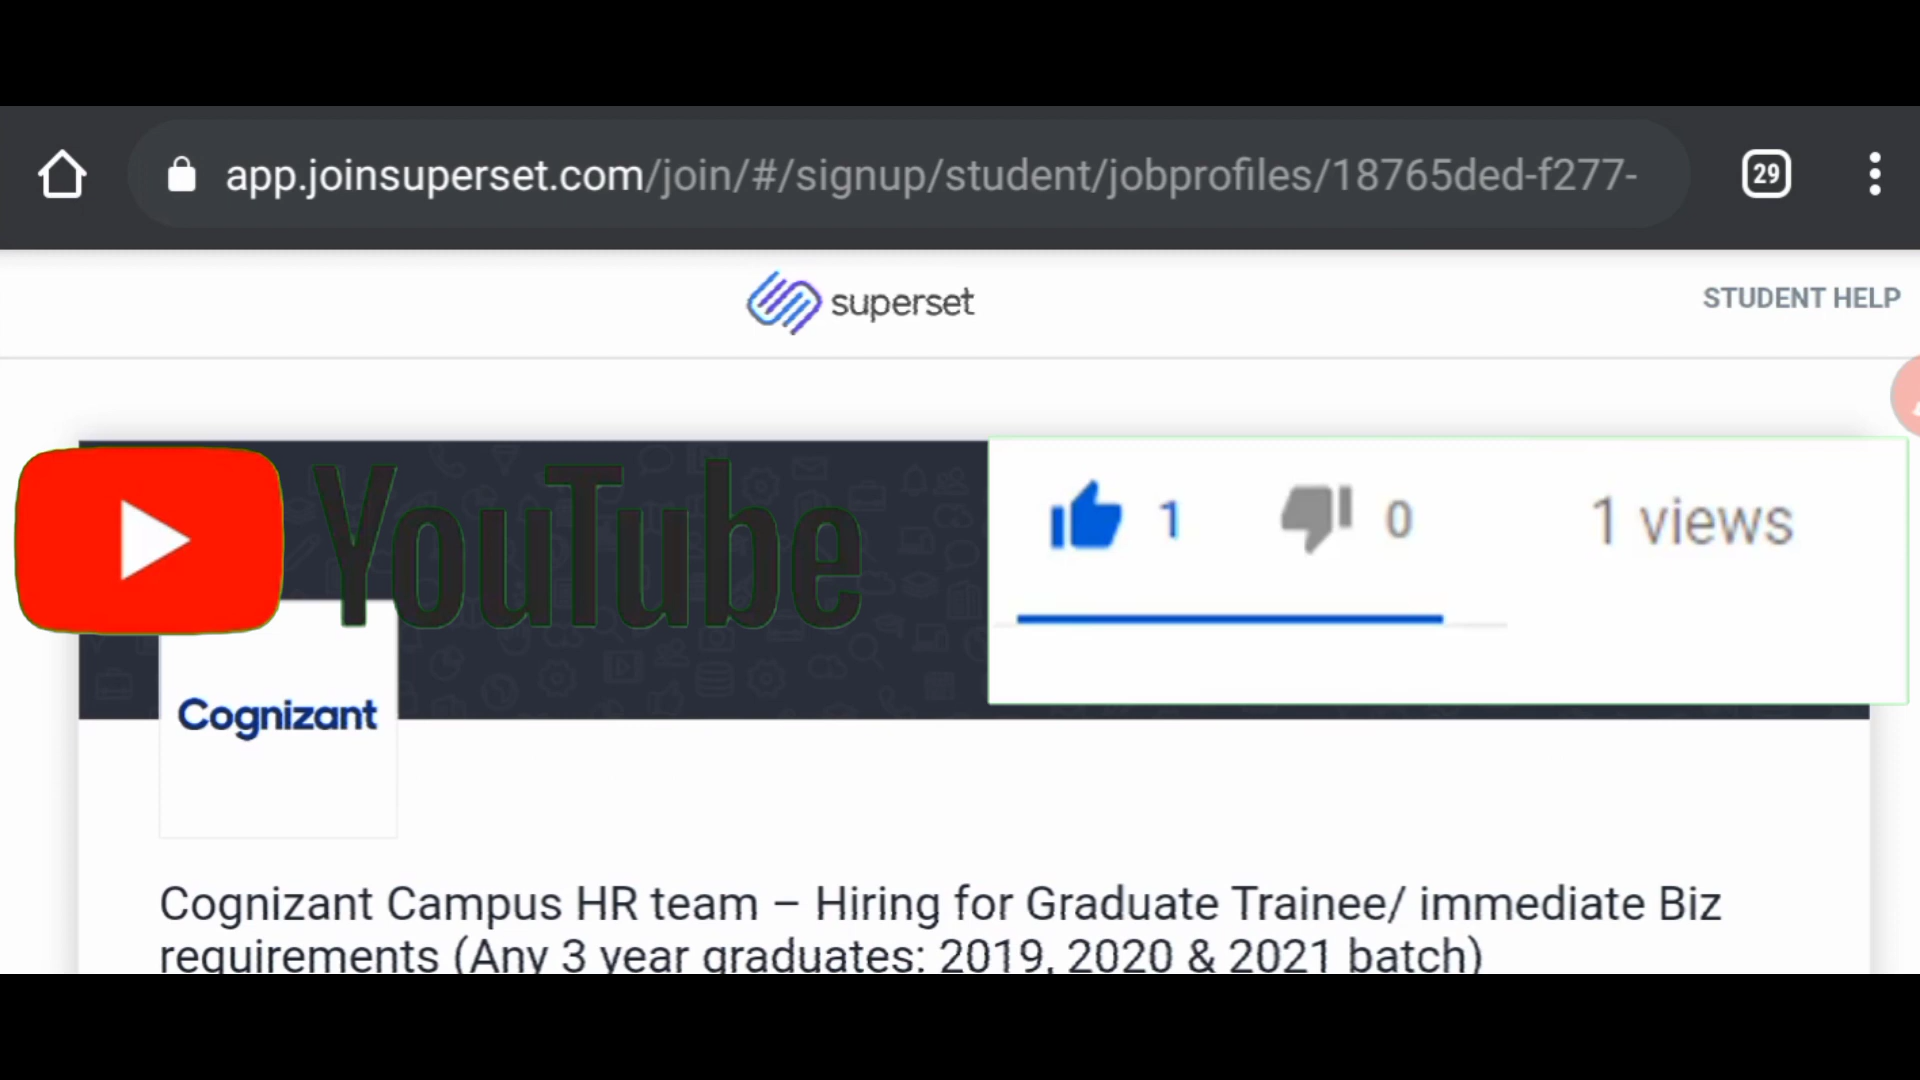 app.joinsuperset.com/join/#/signup/student/jobprofiles/18765ded-f277-
29
superset
STUDENT HELP
YouTube
1
0
1 views
Cognizant
Cognizant Campus HR team – Hiring for Graduate Trainee/ immediate Biz
requirements (Any 3 year graduates: 2019, 2020 & 2021 batch)